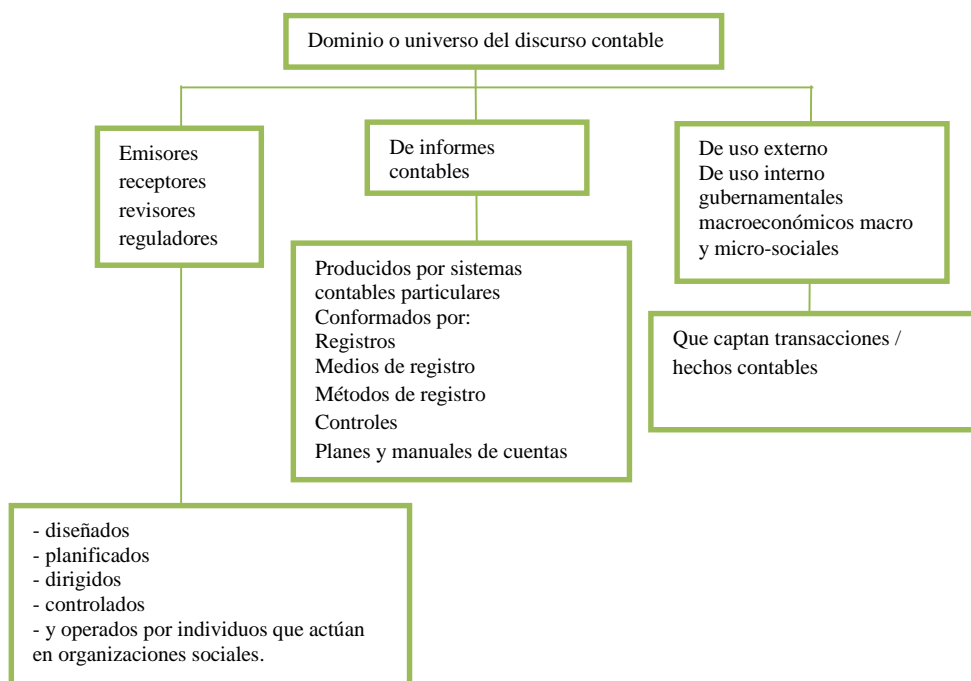 Dominio o universo del discurso contable
Emisores
receptores
revisores
reguladores
De informes
contables
De uso externo
De uso interno
gubernamentales
macroeconómicos macro
y micro-sociales
Producidos por sistemas
contables particulares
Conformados por:
Registros
Medios de registro
Métodos de registro
Controles
Planes y manuales de cuentas
Que captan transacciones /
hechos contables
- diseñados
- planificados
- dirigidos
- controlados
- y operados por individuos que actúan
en organizaciones sociales.